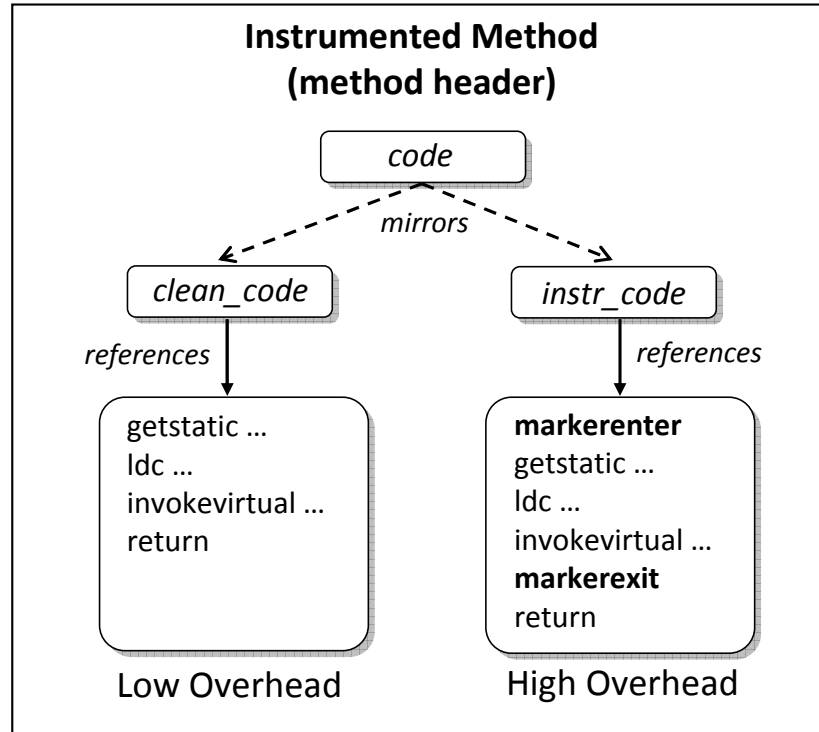 Instrumented Method
(method header)
code
mirrors
clean_code
instr_code
references
references
getstatic ...
ldc ...
invokevirtual ...
return
markerenter
getstatic ...
ldc ...
invokevirtual ...
markerexit
return
Low Overhead
High Overhead